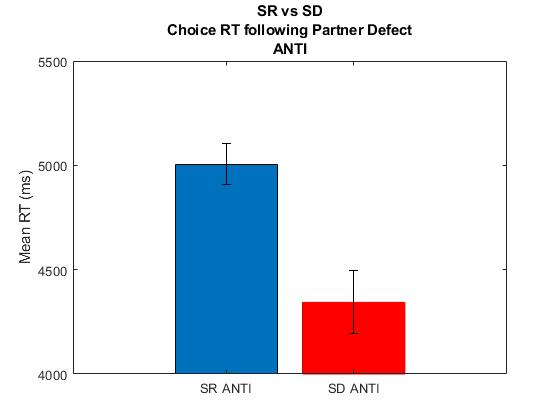 SR vs SD
Choice RT following Partner Defect
ANTI
5500
5000
4500
4000
Mean RT (ms)
SR ANTI
SD ANTI